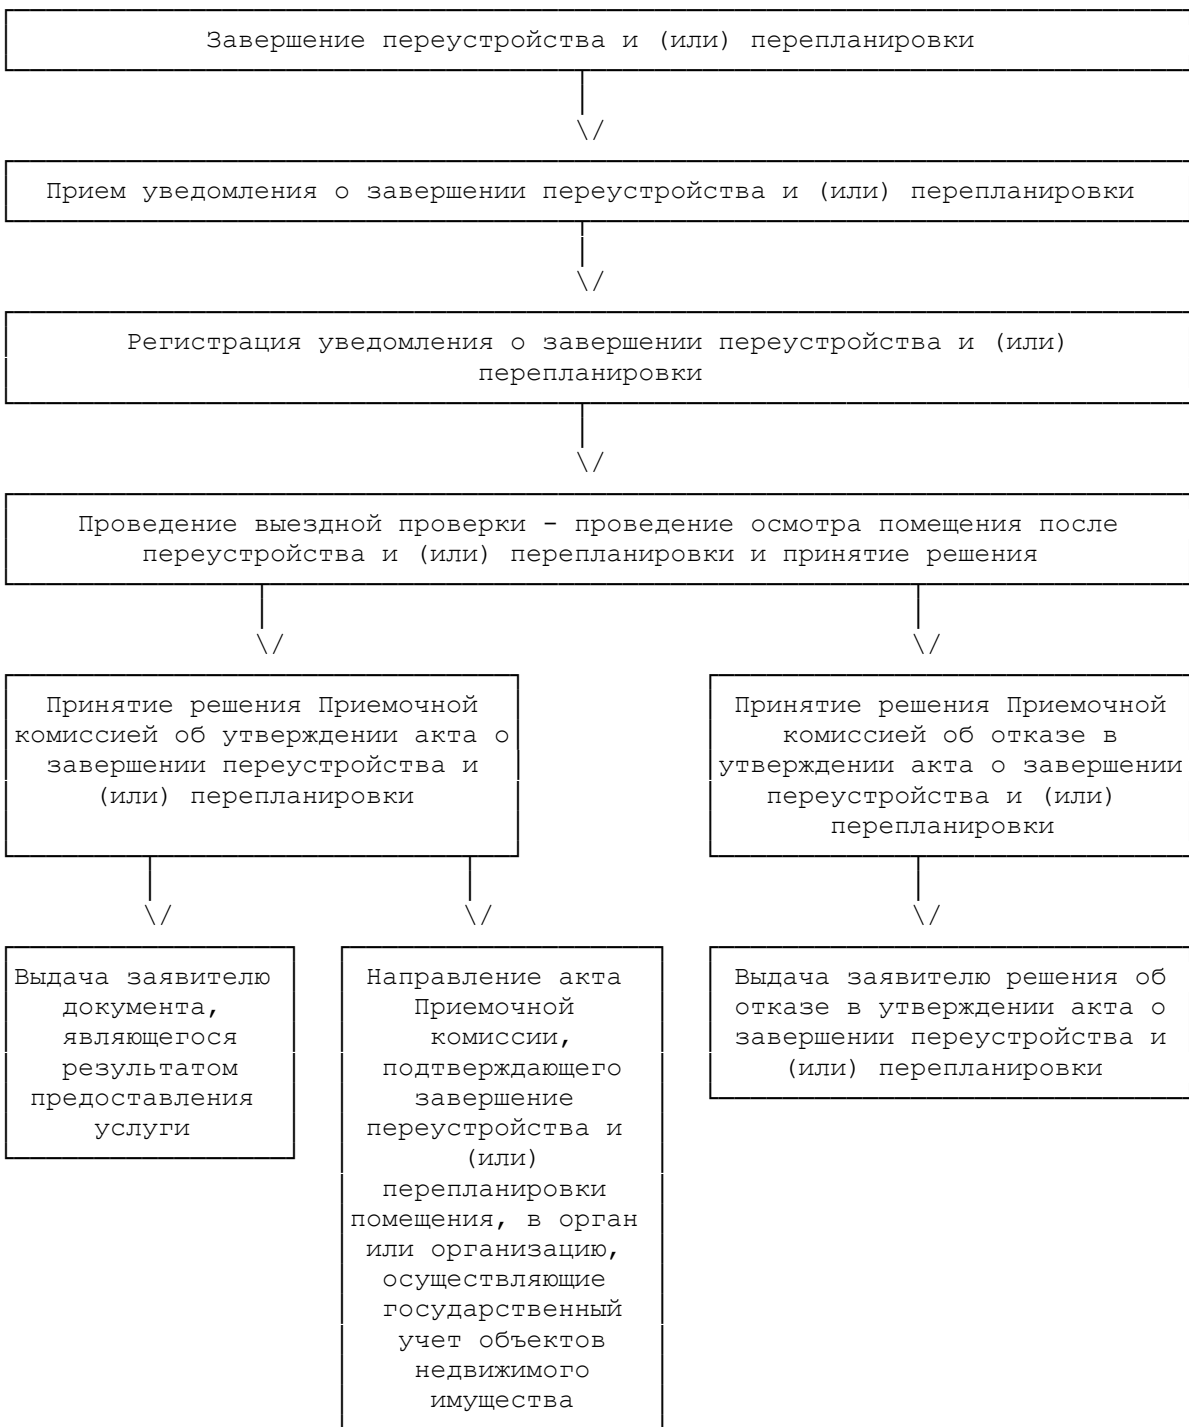 Завершение переустройства и (или) перепланировки
Прием уведомления о завершении переустройства и (или) перепланировки
Регистрация уведомления о завершении переустройства и (или)
перепланировки
Проведение выездной проверки - проведение осмотра помещения после
переустройства и (или) перепланировки и принятие решения
Принятие решения Приемочной
комиссией об утверждении акта о
завершении переустройства и
(или) перепланировки
Принятие решения Приемочной
комиссией об отказе в
утверждении акта о завершении
переустройства и (или)
перепланировки
Выдача заявителю
документа,
являющегося
результатом
предоставления
услуги
Направление акта
Приемочной
комиссии,
подтверждающего
завершение
переустройства и
(или)
перепланировки
помещения, в орган
или организацию,
осуществляющие
государственный
учет объектов
недвижимого
имущества
Выдача заявителю решения об
отказе в утверждении акта о
завершении переустройства и
(или) перепланировки